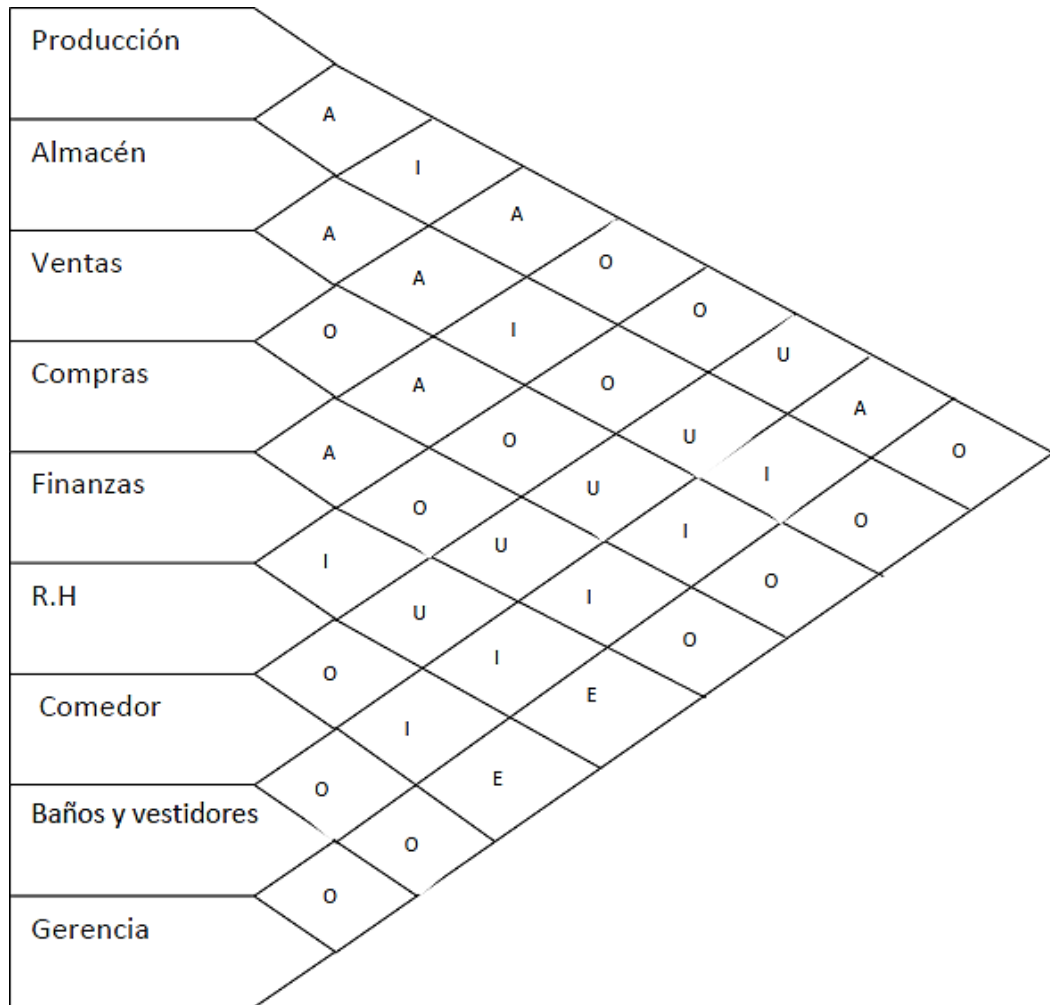 Producción
A
Almacén
I
A
A
Ventas
A
O
O
O
I
U
Compras
A
O
A
A
O
U
O
Finanzas
O
U
I
O
I
U
I
O
R.H
U
I
O
O
I
E
Comedor
I
E
O
Baños y vestidores
O
O
Gerencia